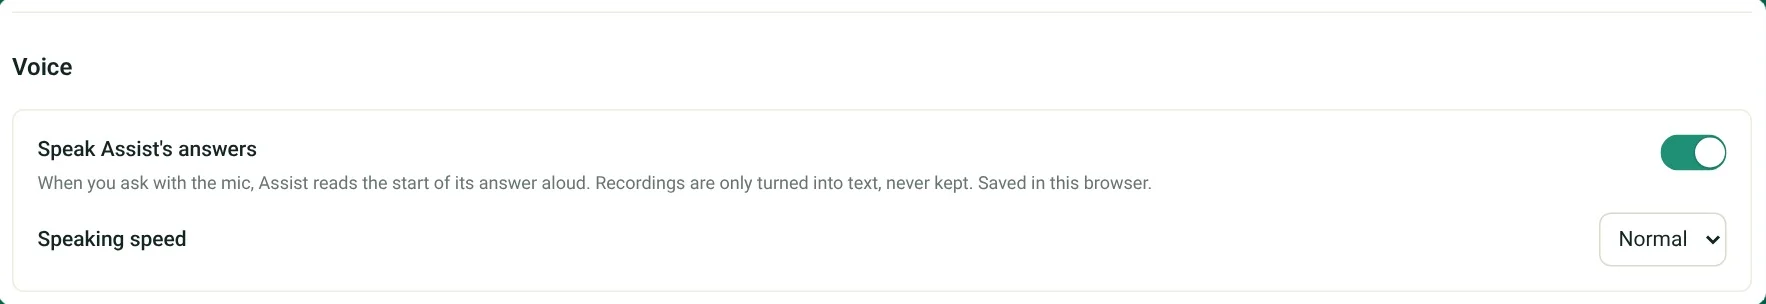 Voice
Speak Assist's answers
When you ask with the mic, Assist reads the start of its answer aloud. Recordings are only turned into text, never kept. Saved in this browser.
Speaking speed
Normal